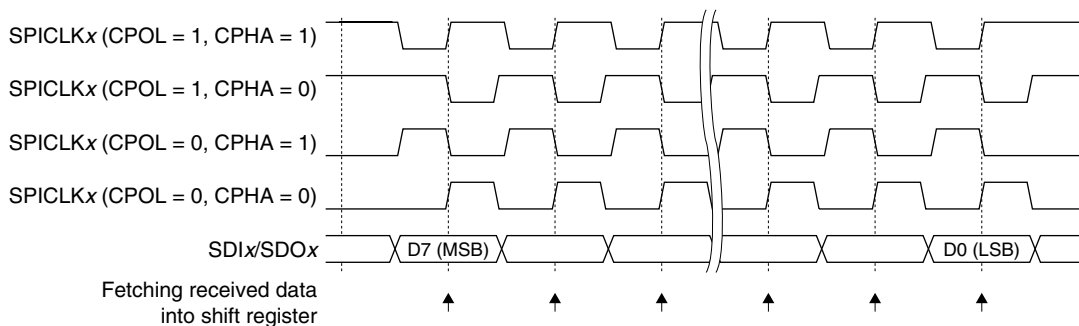 SPICLKx (CPOL = 1, CPHA = 1)
SPICLKx (CPOL = 1, CPHA = 0)
SPICLKx (CPOL = 0, CPHA = 1)
SPICLKx (CPOL = 0, CPHA = 0)
SDIx/SDOx D7 (MSB) D0 (LSB)
Fetching received data
into shift register